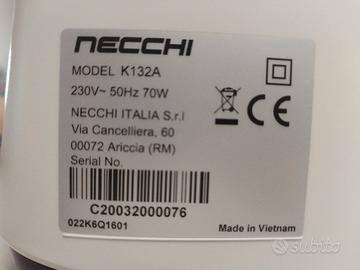 NECCHI
MODEL K132A
230V~ 50Hz 70W
NECCHI ITALIA S.r.l
Via Cancelliera, 60
00072 Ariccia (RM)
Serial No.
C20032000076
022K6Q1601
Made in Vietnam
subito